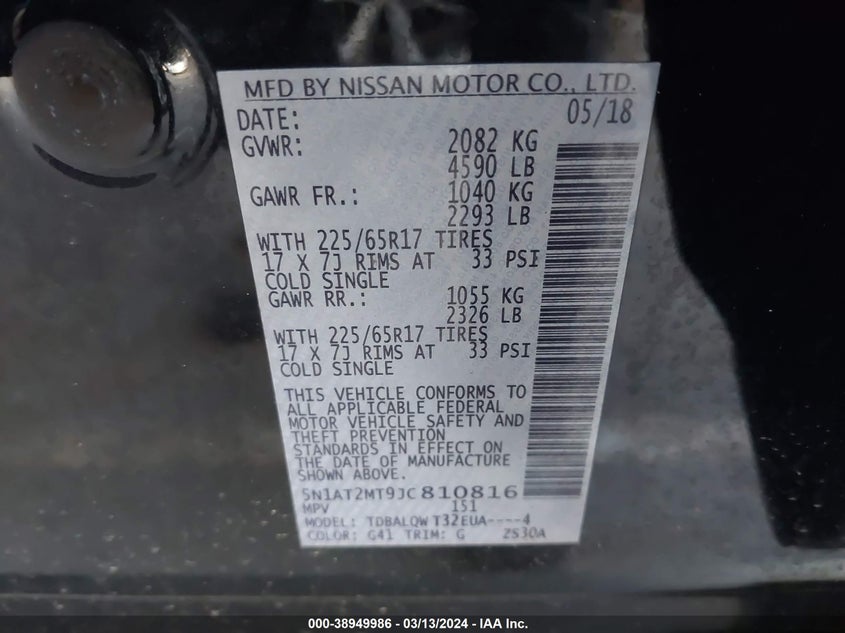 MFD BY NISSAN MOTOR CO., LTD.
DATE: 05/18
GVWR: 2082 KG
4590 LB
GAWR FR.: 1040 KG
2293 LB
WITH 225/65R17 TIRES
17 X 7J RIMS AT 33 PSI
COLD SINGLE
GAWR RR.: 1055 KG
2326 LB
WITH 225/65R17 TIRES
17 X 7J RIMS AT 33 PSI
COLD SINGLE
THIS VEHICLE CONFORMS TO
ALL APPLICABLE FEDERAL
MOTOR VEHICLE SAFETY AND
THEFT PREVENTION
STANDARDS IN EFFECT ON
THE DATE OF MANUFACTURE
SHOWN ABOVE.
5N1AT2MT9JC810816
MPV 151
MODEL: TDBALQW T32EUA----4
COLOR: G41 TRIM: G 2S30A
000-38949986 - 03/13/2024 - IAA Inc.